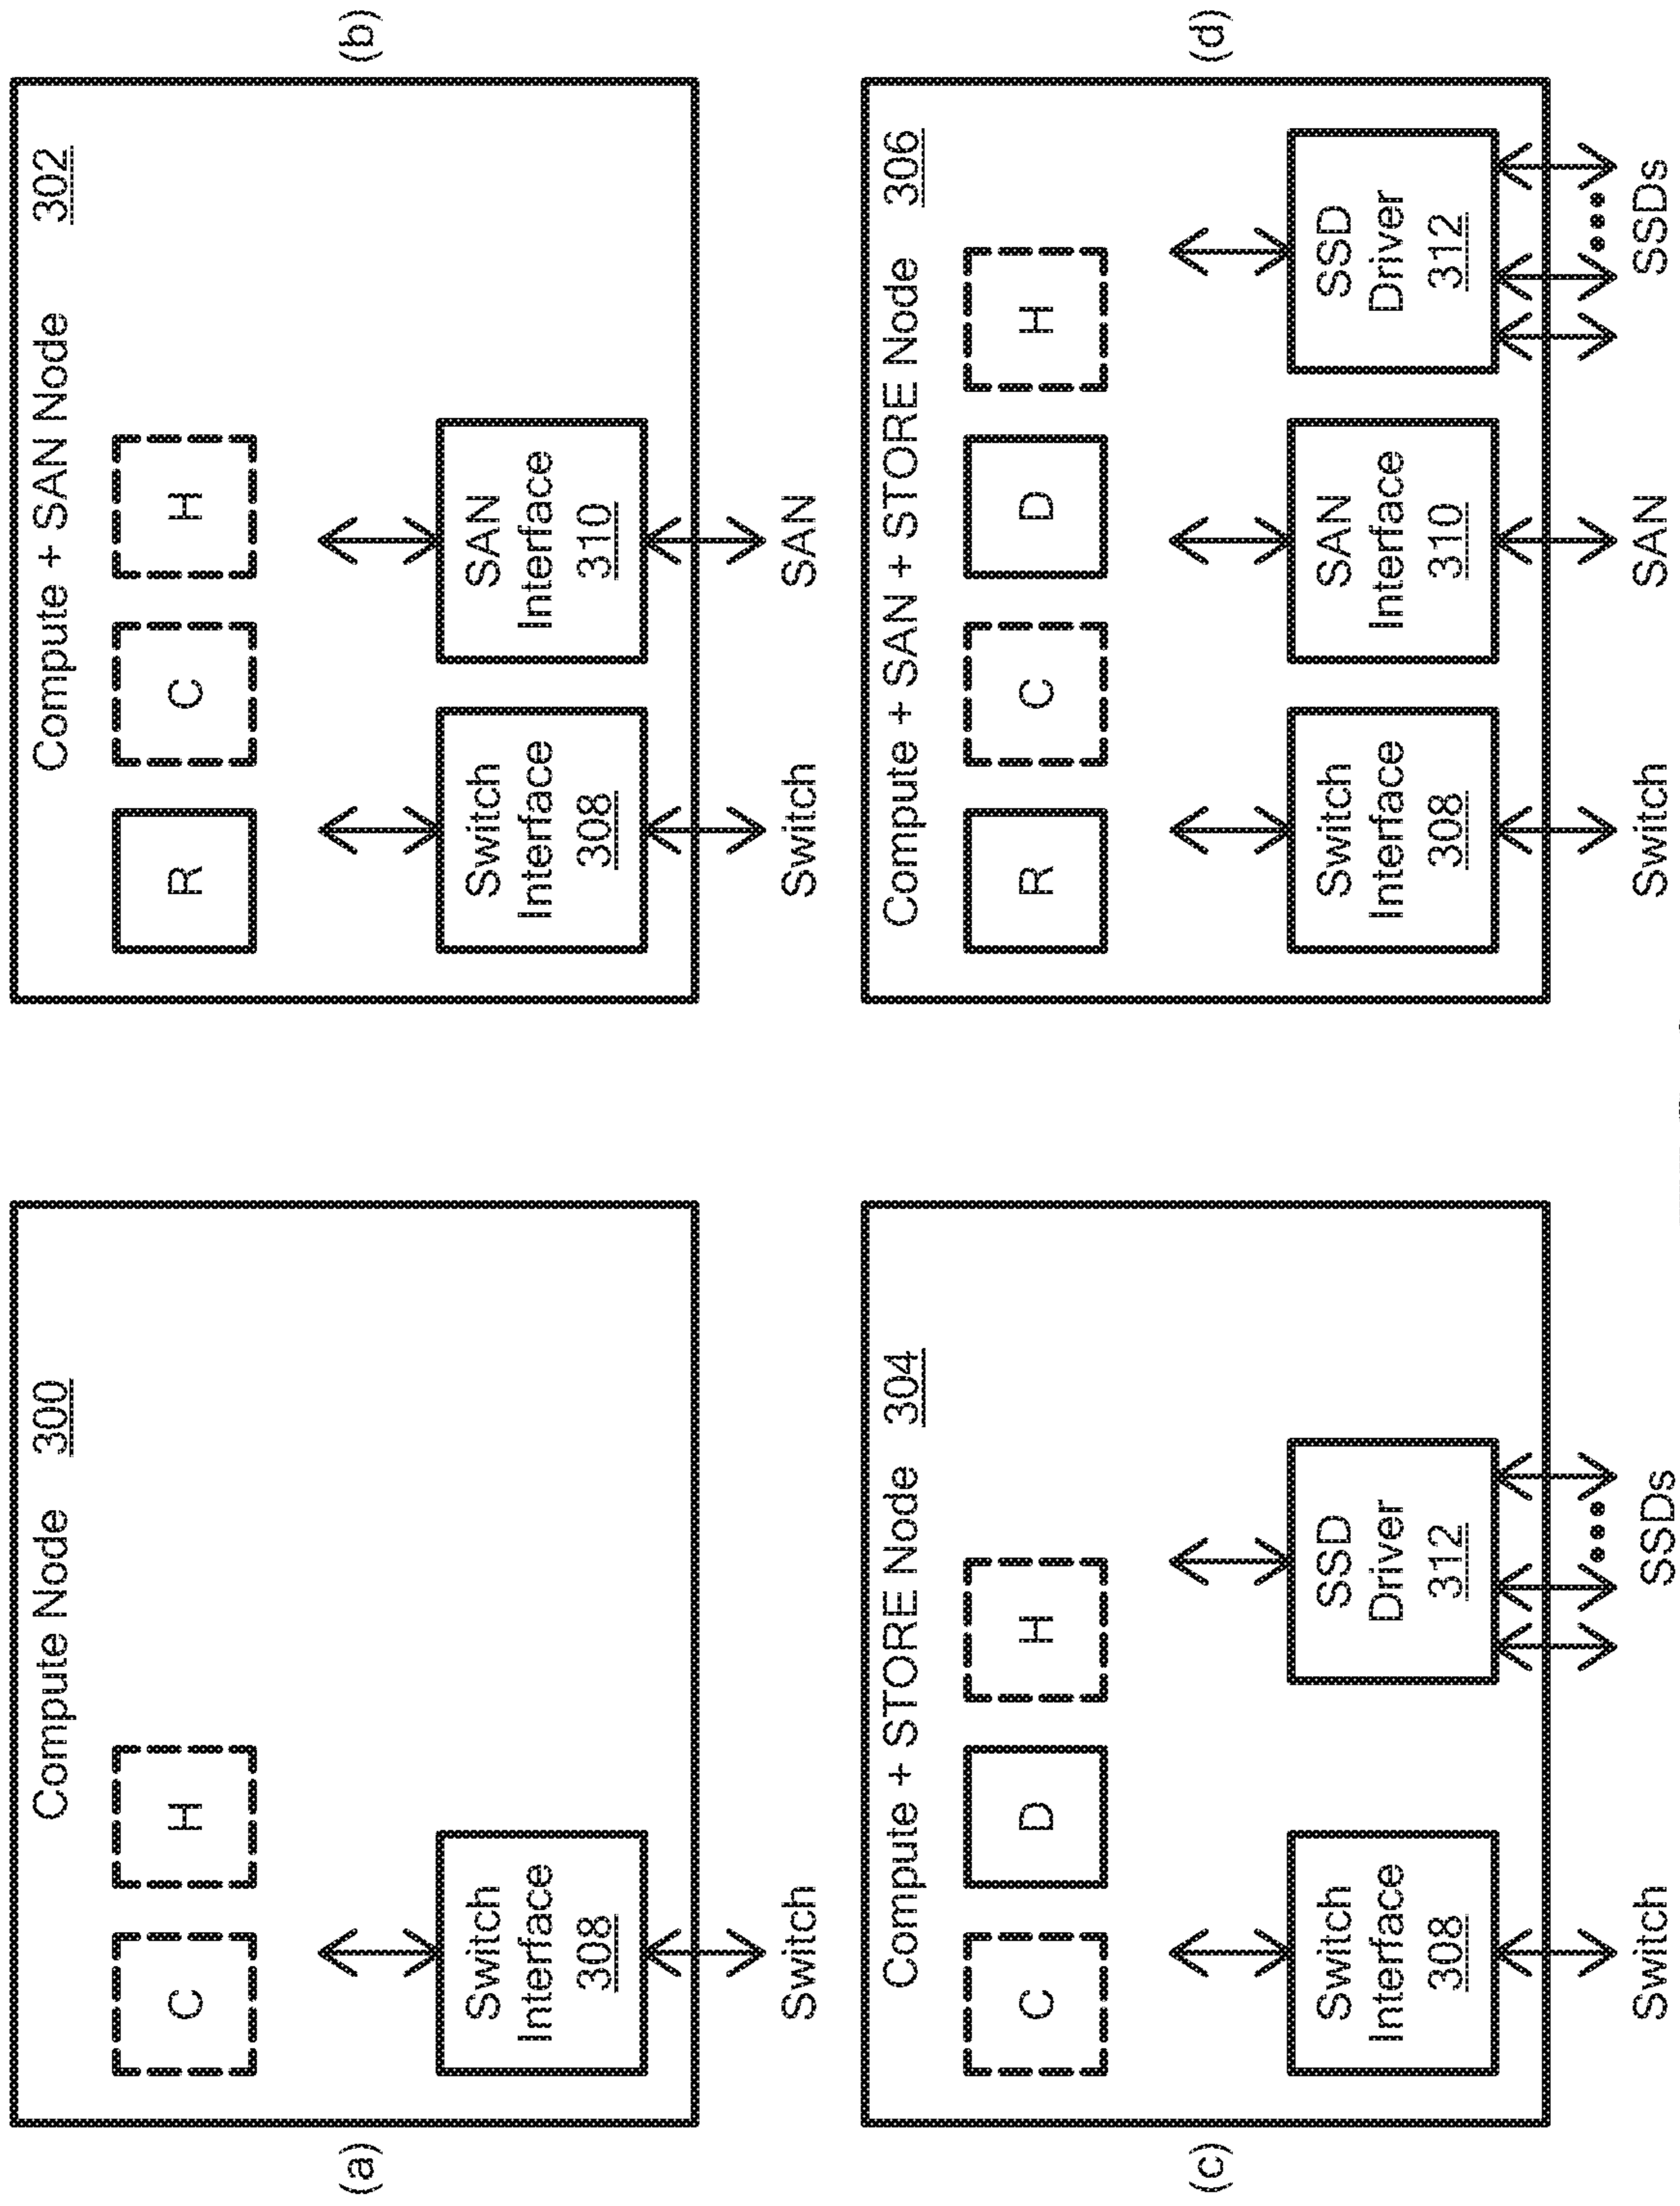 Compute Node 300
C
H
Switch
Interface
308
Switch
(a)
Compute + SAN Node 302
R
C
H
Switch
Interface
308
SAN
Interface
310
Switch
SAN
(b)
Compute + STORE Node 304
C
D
H
Switch
Interface
308
SSD
Driver
312
Switch
SSDs
(c)
Compute + SAN + STORE Node 306
R
C
D
H
Switch
Interface
308
SAN
Interface
310
SSD
Driver
312
Switch
SAN
SSDs
(d)